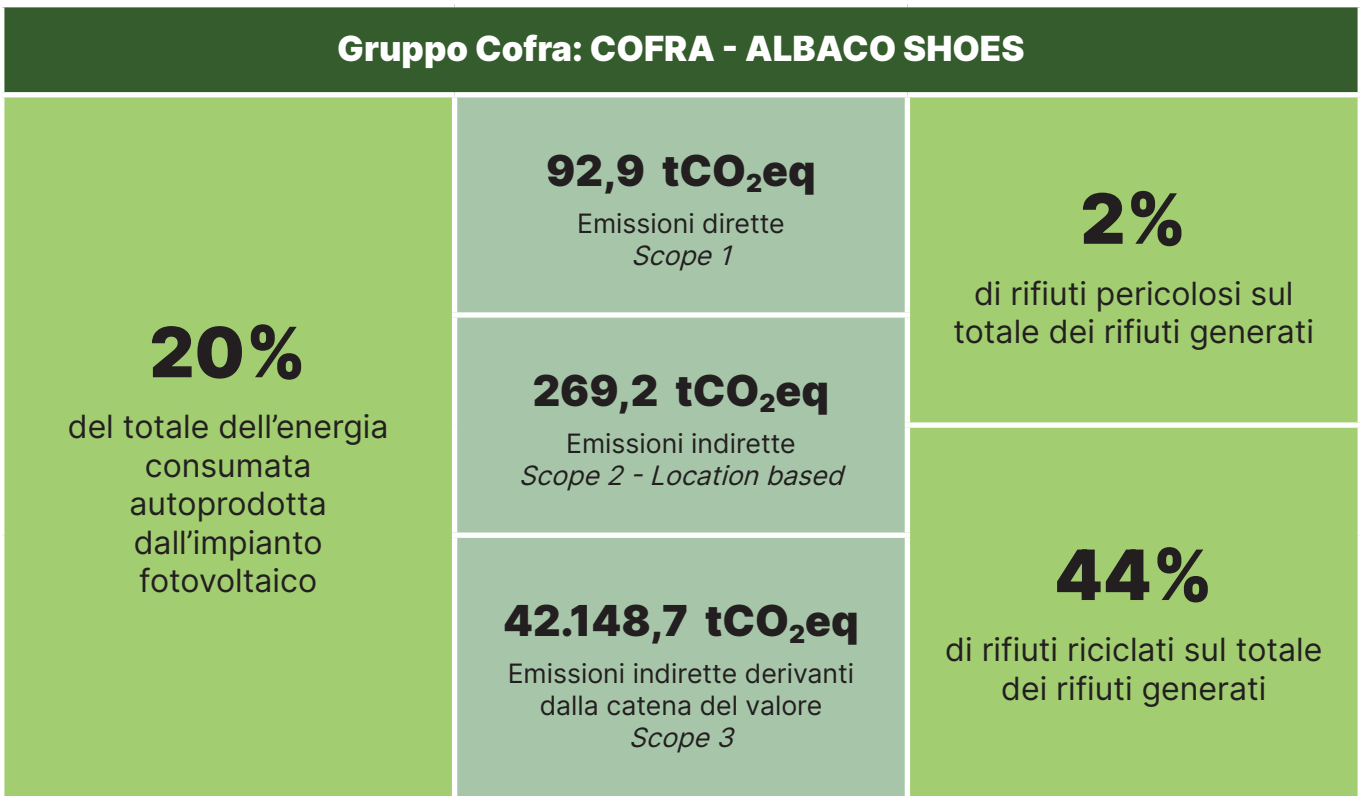 Gruppo Cofra: COFRA - ALBACO SHOES
20%
del totale dell'energia
consumata
autoprodotta
dall'impianto
fotovoltaico
92,9 tCO₂eq
Emissioni dirette
Scope 1
269,2 tCO₂eq
Emissioni indirette
Scope 2 - Location based
42.148,7 tCO₂eq
Emissioni indirette derivanti
dalla catena del valore
Scope 3
2%
di rifiuti pericolosi sul
totale dei rifiuti generati
44%
di rifiuti riciclati sul totale
dei rifiuti generati